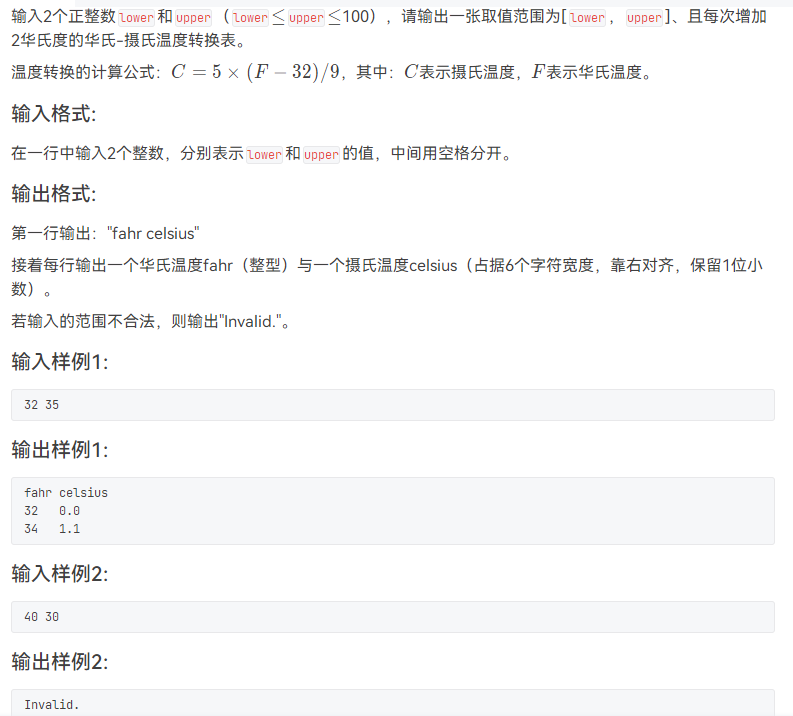 输入2个正整数lower和upper（lower≤upper≤100），请输出一张取值范围为[lower，upper]、且每次增加
2华氏度的华氏-摄氏温度转换表。
温度转换的计算公式：C = 5 × (F − 32)/9，其中：C表示摄氏温度，F表示华氏温度。
输入格式:
在一行中输入2个整数，分别表示lower和upper的值，中间用空格分开。
输出格式:
第一行输出："fahr celsius"
接着每行输出一个华氏温度fahr（整型）与一个摄氏温度celsius（占据6个字符宽度，靠右对齐，保留1位小
数）。
若输入的范围不合法，则输出"Invalid."。
输入样例1:
32 35
输出样例1:
fahr celsius
32   0.0
34   1.1
输入样例2:
40 30
输出样例2:
Invalid.